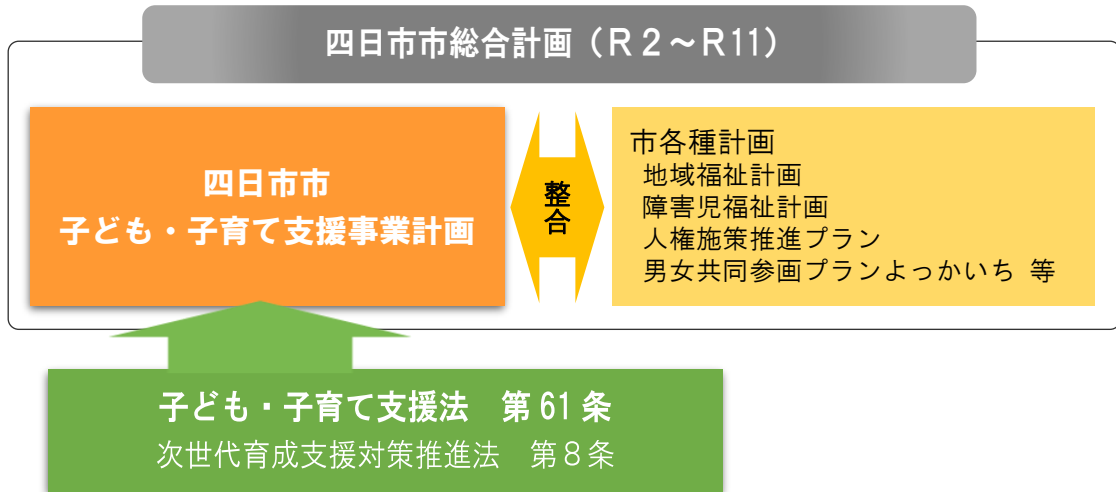 四日市市総合計画（Ｒ２～Ｒ11）
四日市市
子ども・子育て支援事業計画
整合
市各種計画
地域福祉計画
障害児福祉計画
人権施策推進プラン
男女共同参画プランよっかいち 等
子ども・子育て支援法　第 61 条
次世代育成支援対策推進法　第８条